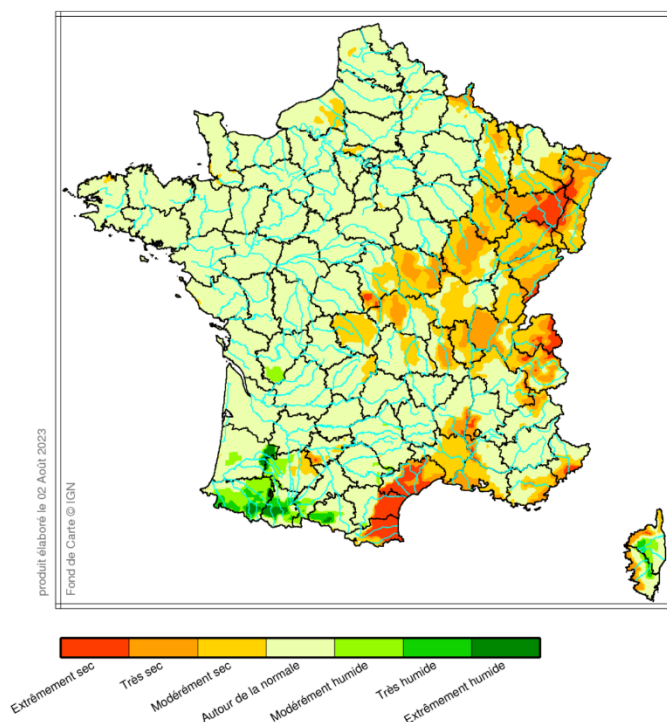 produit élaboré le 02 Août 2023
Fond de Carte © IGN
Extrêmement sec
Très sec
Modérément sec
Autour de la normale
Modérément humide
Très humide
Extrêmement humide